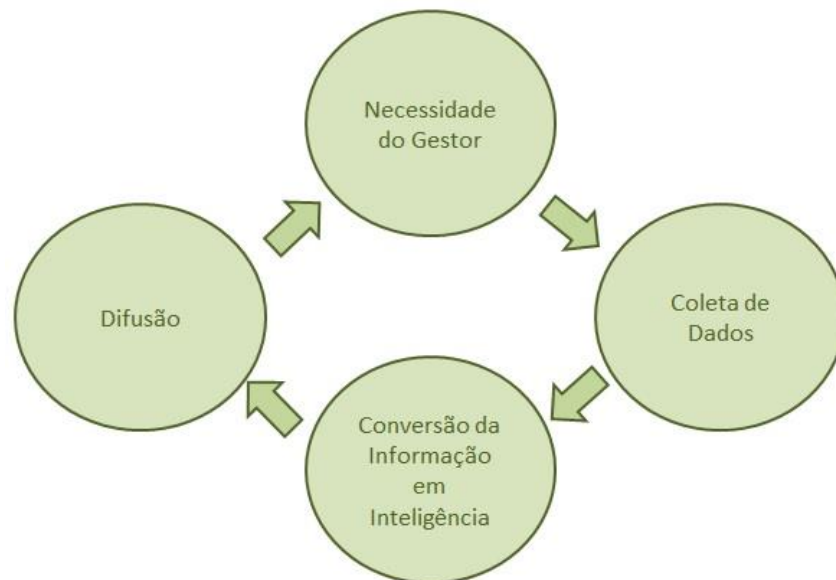 Necessidade
do Gestor
Coleta de
Dados
Conversão da
Informação
em
Inteligência
Difusão